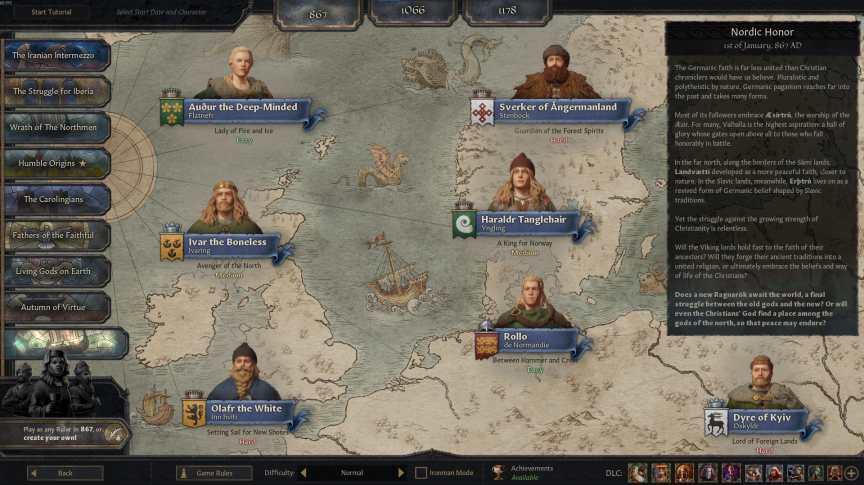 Start Tutorial
Select Start Date and Character
867
1066
1178
The Iranian Intermezzo
The Struggle for Iberia
Wrath of The Northmen
Humble Origins ★
The Carolingians
Fathers of the Faithful
Living Gods on Earth
Autumn of Virtue
Play as any Ruler in 867, or
create your own!
Auður the Deep-Minded
Flatnefr
Lady of Fire and Ice
Easy
Sverker of Ångermanland
Stenbock
Guardian of the Forest Spirits
Hard
Ivar the Boneless
Ivaring
Avenger of the North
Medium
Haraldr Tanglehair
Yngling
A King for Norway
Medium
Rollo
de Normandie
Between Hammer and Cross
Easy
Olafr the White
Inn hviti
Setting Sail for New Shores
Hard
Dyre of Kyiv
Oskyldr
Lord of Foreign Lands
Hard
Nordic Honor
1st of January, 867 AD
The Germanic faith is far less united than Christian
chroniclers would have us believe. Pluralistic and
polytheistic by nature, Germanic paganism reaches far into
the past and takes many forms.
Most of its followers embrace Æsirtrú, the worship of the
Æsir. For many, Valhalla is the highest aspiration: a hall of
glory whose gates open above all to those who fall
honorably in battle.
In the far north, along the borders of the Sámi lands,
Landvætti developed as a more peaceful faith, closer to
nature. In the Slavic lands, meanwhile, Erþtrú lives on as a
revived form of Germanic belief shaped by Slavic
traditions.
Yet the struggle against the growing strength of
Christianity is relentless.
Will the Viking lords hold fast to the faith of their
ancestors? Will they forge their ancient traditions into a
united religion, or ultimately embrace the beliefs and way
of life of the Christians?
Does a new Ragnarök await the world, a final
struggle between the old gods and the new? Or will
even the Christians' God find a place among the
gods of the north, so that peace may endure?
Back
Game Rules
Difficulty:
Normal
Ironman Mode
Achievements
Available
DLC: